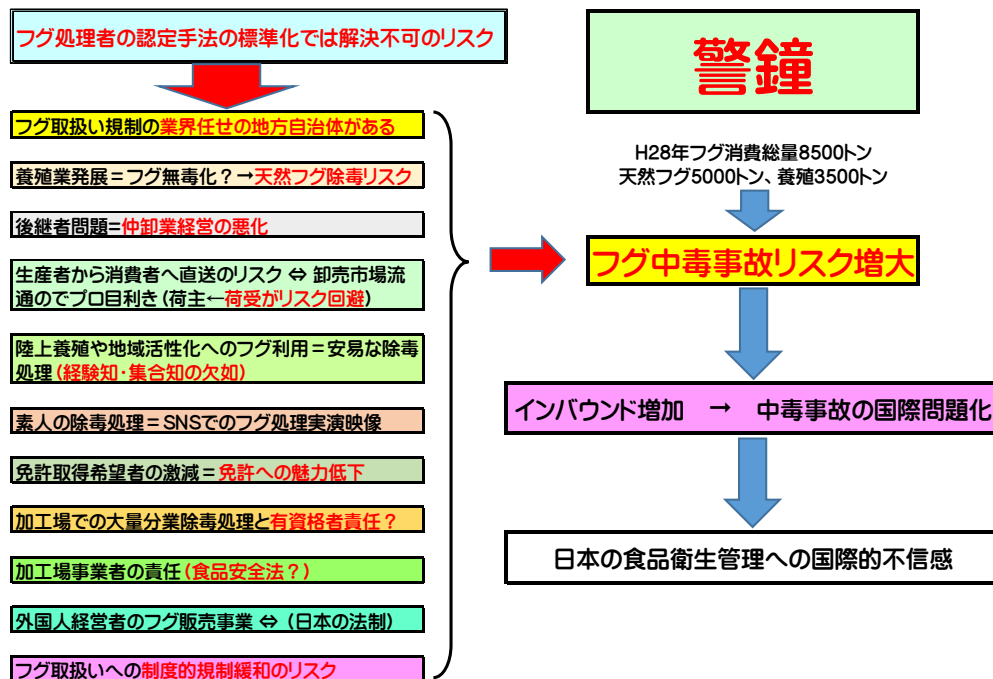 フグ処理者の認定手法の標準化では解決不可のリスク
フグ取扱い規制の業界任せの地方自治体がある
養殖業発展=フグ無毒化?→天然フグ除毒リスク
後継者問題=仲卸業経営の悪化
生産者から消費者へ直送のリスク ⇔ 卸売市場流
通のでプロ目利き(荷主←荷受がリスク回避)
陸上養殖や地域活性化へのフグ利用=安易な除毒
処理(経験知・集合知の欠如)
素人の除毒処理=SNSでのフグ処理実演映像
免許取得希望者の激減=免許への魅力低下
加工場での大量分業除毒処理と有資格者責任?
加工場事業者の責任(食品安全法?)
外国人経営者のフグ販売事業 ⇔ (日本の法制)
フグ取扱いへの制度的規制緩和のリスク
警鐘
H28年フグ消費総量8500トン
天然フグ5000トン、養殖3500トン
フグ中毒事故リスク増大
インバウンド増加 → 中毒事故の国際問題化
日本の食品衛生管理への国際的不信感